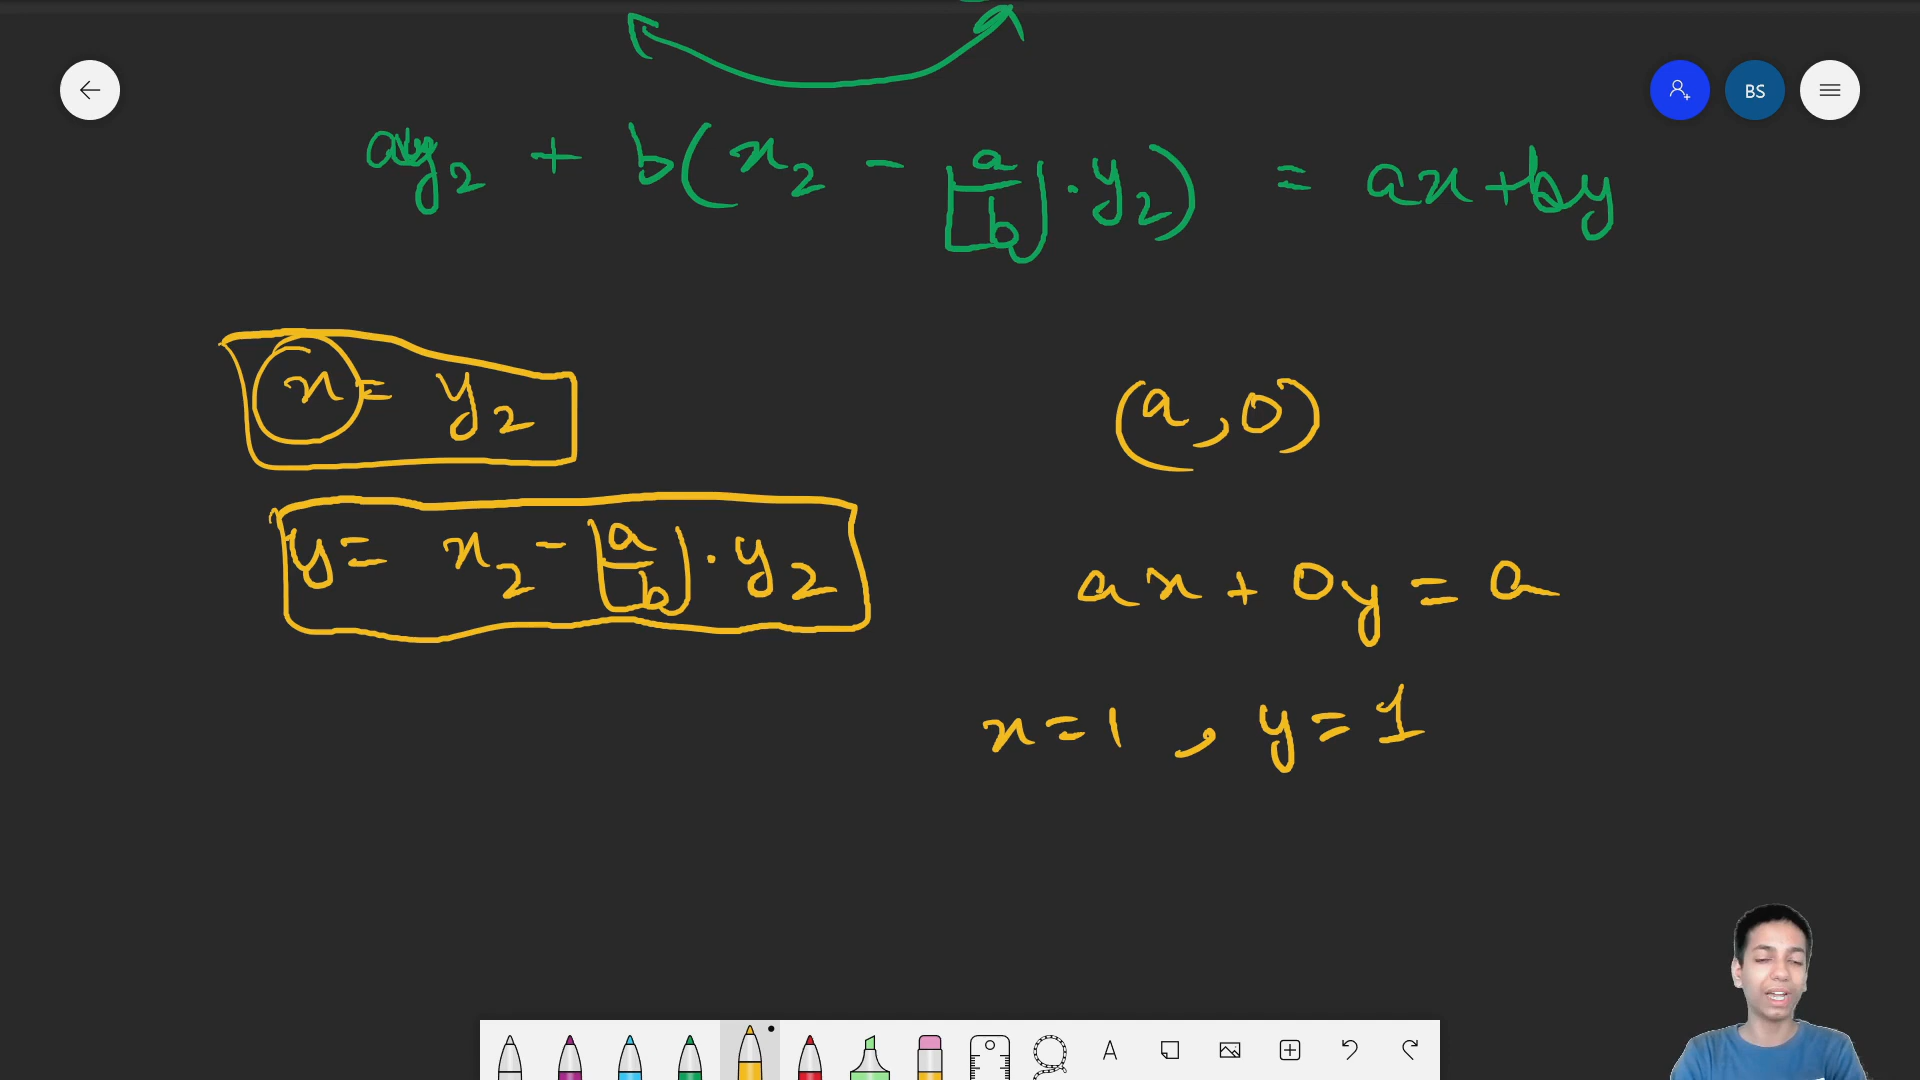 BS
ay₂ + b(x₂ - ⌊a/b⌋ · y₂) = ax + by
x = y₂
(a, 0)
y = x₂ - ⌊a/b⌋ · y₂
ax + 0y = a
x = 1 , y = 1
A